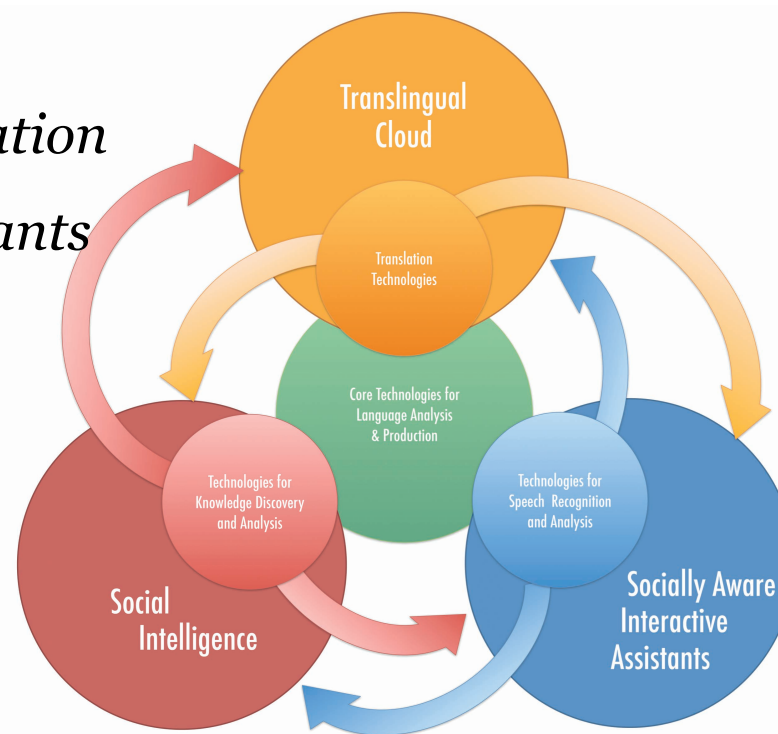 ation
ants
Translingual
Cloud
Translation
Technologies
Core Technologies for
Language Analysis
& Production
Technologies for
Knowledge Discovery
and Analysis
Technologies for
Speech Recognition
and Analysis
Social
Intelligence
Socially Aware
Interactive
Assistants